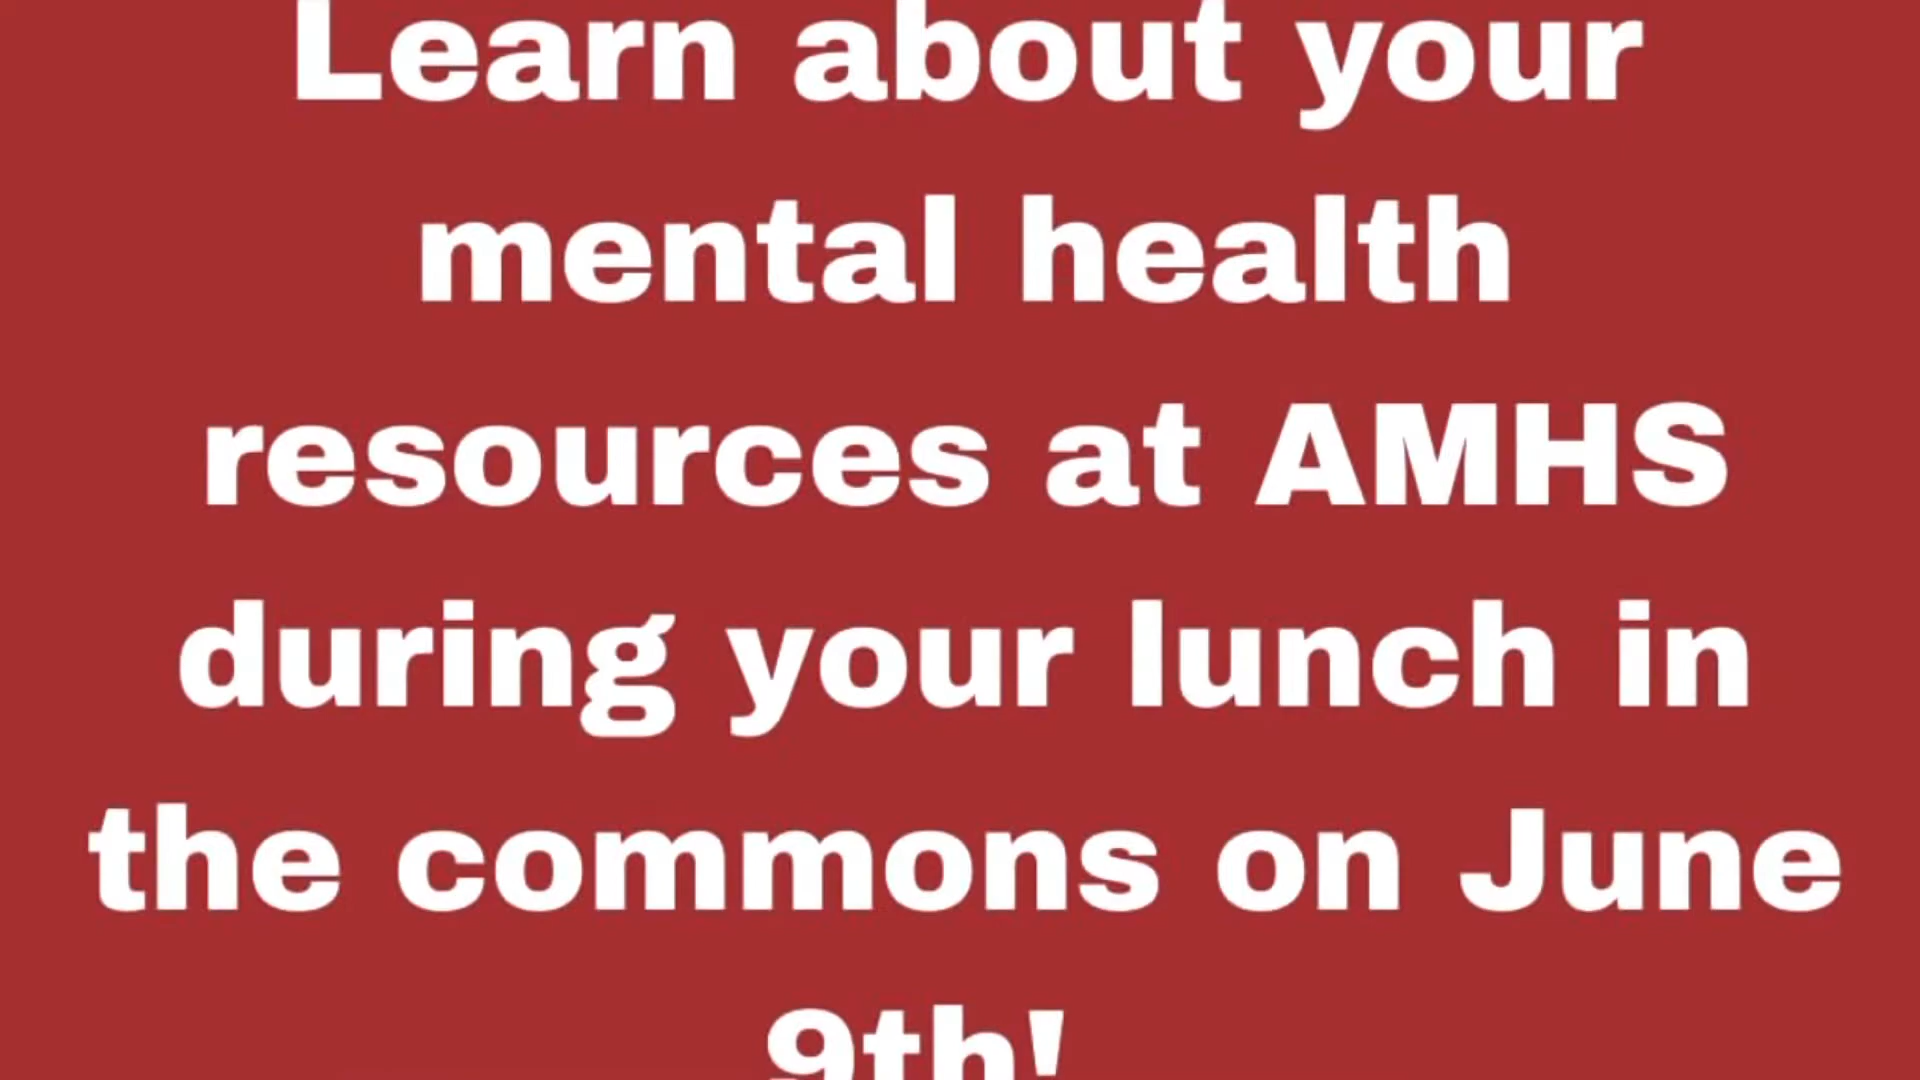 Learn about your
mental health
resources at AMHS
during your lunch in
the commons on June
9th!